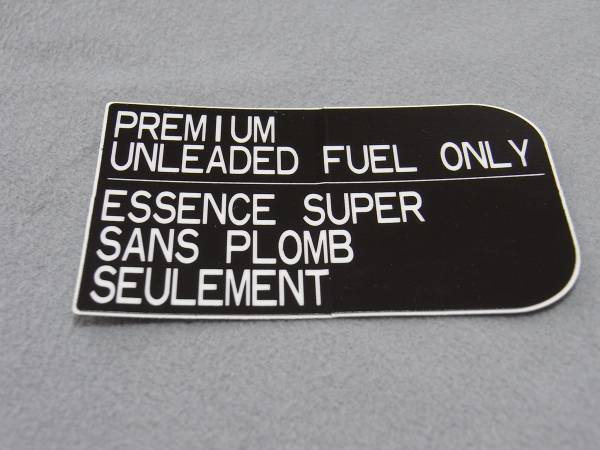 PREMIUM
UNLEADED FUEL ONLY
ESSENCE SUPER
SANS PLOMB
SEULEMENT